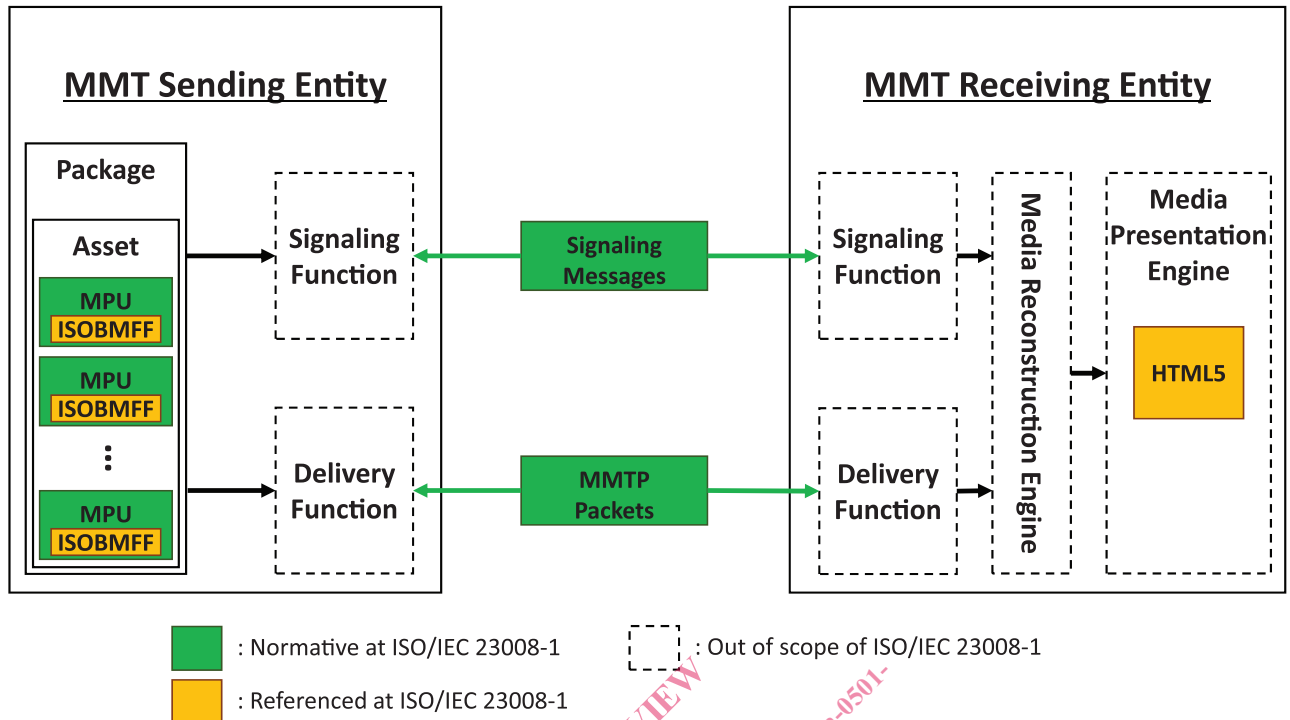 MMT Sending Entity
Package
Asset
MPU
ISOBMFF
MPU
ISOBMFF
MPU
ISOBMFF
Signaling
Function
Delivery
Function
Signaling
Messages
MMTP
Packets
MMT Receiving Entity
Signaling
Function
Delivery
Function
Media Reconstruction Engine
Media
Presentation
Engine
HTML5
: Normative at ISO/IEC 23008-1
: Out of scope of ISO/IEC 23008-1
: Referenced at ISO/IEC 23008-1